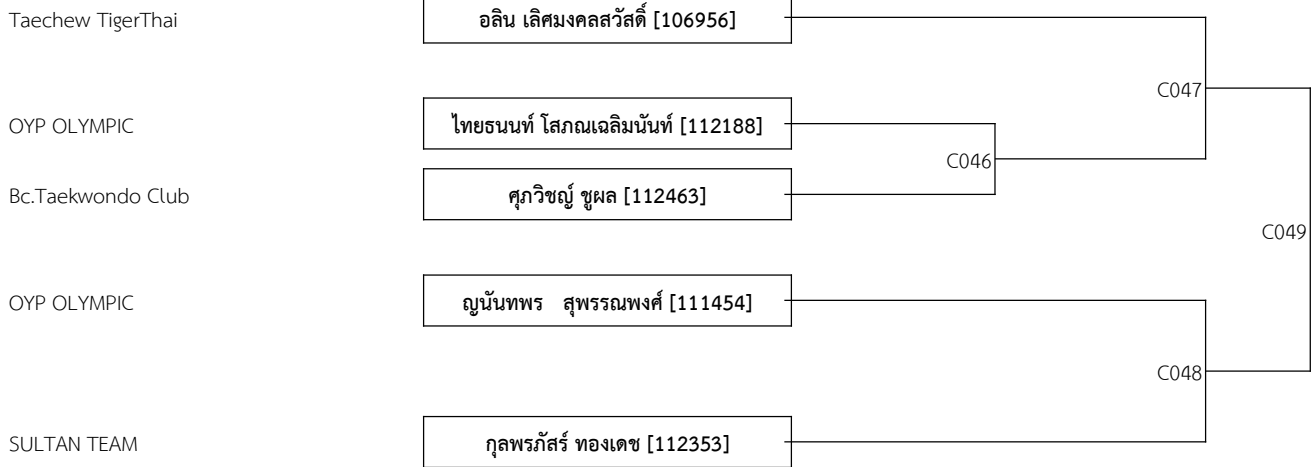 Taechew TigerThai
อลิน เลิศมงคลสวัสดิ์ [106956]
C047
OYP OLYMPIC
ไทยธนนท์ โสภณเฉลิมนันท์ [112188]
C046
Bc.Taekwondo Club
ศุภวิชญ์ ชูผล [112463]
C049
OYP OLYMPIC
ญนันทพร สุพรรณพงศ์ [111454]
C048
SULTAN TEAM
กุลพรภัสร์ ทองเดช [112353]